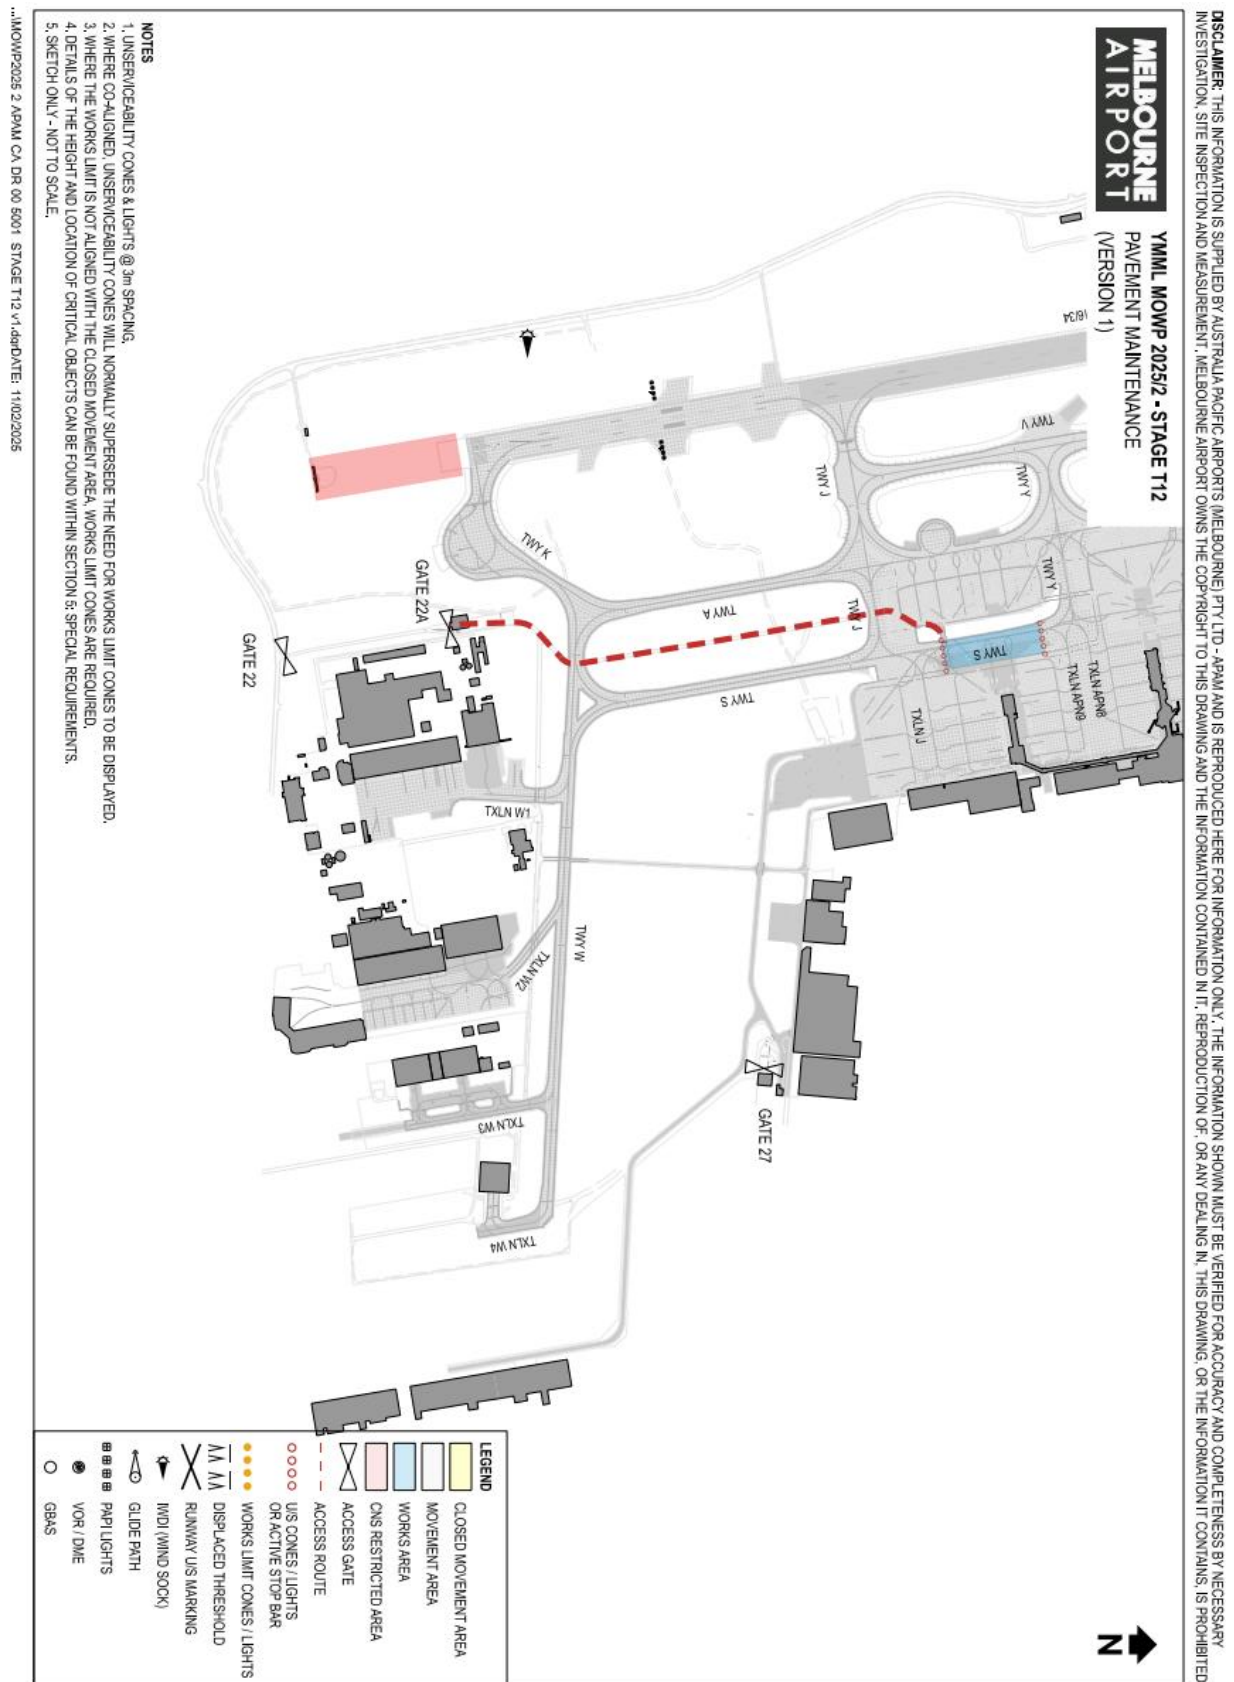 DISCLAIMER: THIS INFORMATION IS SUPPLIED BY AUSTRALIA PACIFIC AIRPORTS (MELBOURNE) PTY LTD - APAM AND IS REPRODUCED HERE FOR INFORMATION ONLY. THE INFORMATION SHOWN MUST BE VERIFIED FOR ACCURACY AND COMPLETENESS BY NECESSARY
INVESTIGATION, SITE INSPECTION AND MEASUREMENT. MELBOURNE AIRPORT OWNS THE COPYRIGHT TO THIS DRAWING AND THE INFORMATION CONTAINED IN IT. REPRODUCTION OF, OR ANY DEALING IN, THIS DRAWING, OR THE INFORMATION IT CONTAINS, IS PROHIBITED
MELBOURNE
AIRPORT
YMML MOWP 2025/2 - STAGE T12
PAVEMENT MAINTENANCE
(VERSION 1)
16/34
TWY V
TWY Y
TWY J
TWY Y
TXLN APN8
TXLN APN9
TWY S
TXLN J
TWY J
TWY A
TWY S
TWY K
GATE 22A
GATE 22
TXLN W1
TWY W
TXLN W2
GATE 27
TXLN W3
TXLN W4
N
LEGEND
CLOSED MOVEMENT AREA
MOVEMENT AREA
WORKS AREA
CNS RESTRICTED AREA
ACCESS GATE
ACCESS ROUTE
U/S CONES / LIGHTS
OR ACTIVE STOP BAR
WORKS LIMIT CONES / LIGHTS
DISPLACED THRESHOLD
RUNWAY U/S MARKING
IWDI (WIND SOCK)
GLIDE PATH
PAPI LIGHTS
VOR / DME
GBAS
NOTES
1. UNSERVICEABILITY CONES & LIGHTS @ 3m SPACING.
2. WHERE CO-ALIGNED, UNSERVICEABILITY CONES WILL NORMALLY SUPERSEDE THE NEED FOR WORKS LIMIT CONES TO BE DISPLAYED.
3. WHERE THE WORKS LIMIT IS NOT ALIGNED WITH THE CLOSED MOVEMENT AREA, WORKS LIMIT CONES ARE REQUIRED.
4. DETAILS OF THE HEIGHT AND LOCATION OF CRITICAL OBJECTS CAN BE FOUND WITHIN SECTION 5: SPECIAL REQUIREMENTS.
5. SKETCH ONLY - NOT TO SCALE.
...\MOWP2025 2 APAM CA DR 00 5001 STAGE T12 v1.dgnDATE: 11/02/2025